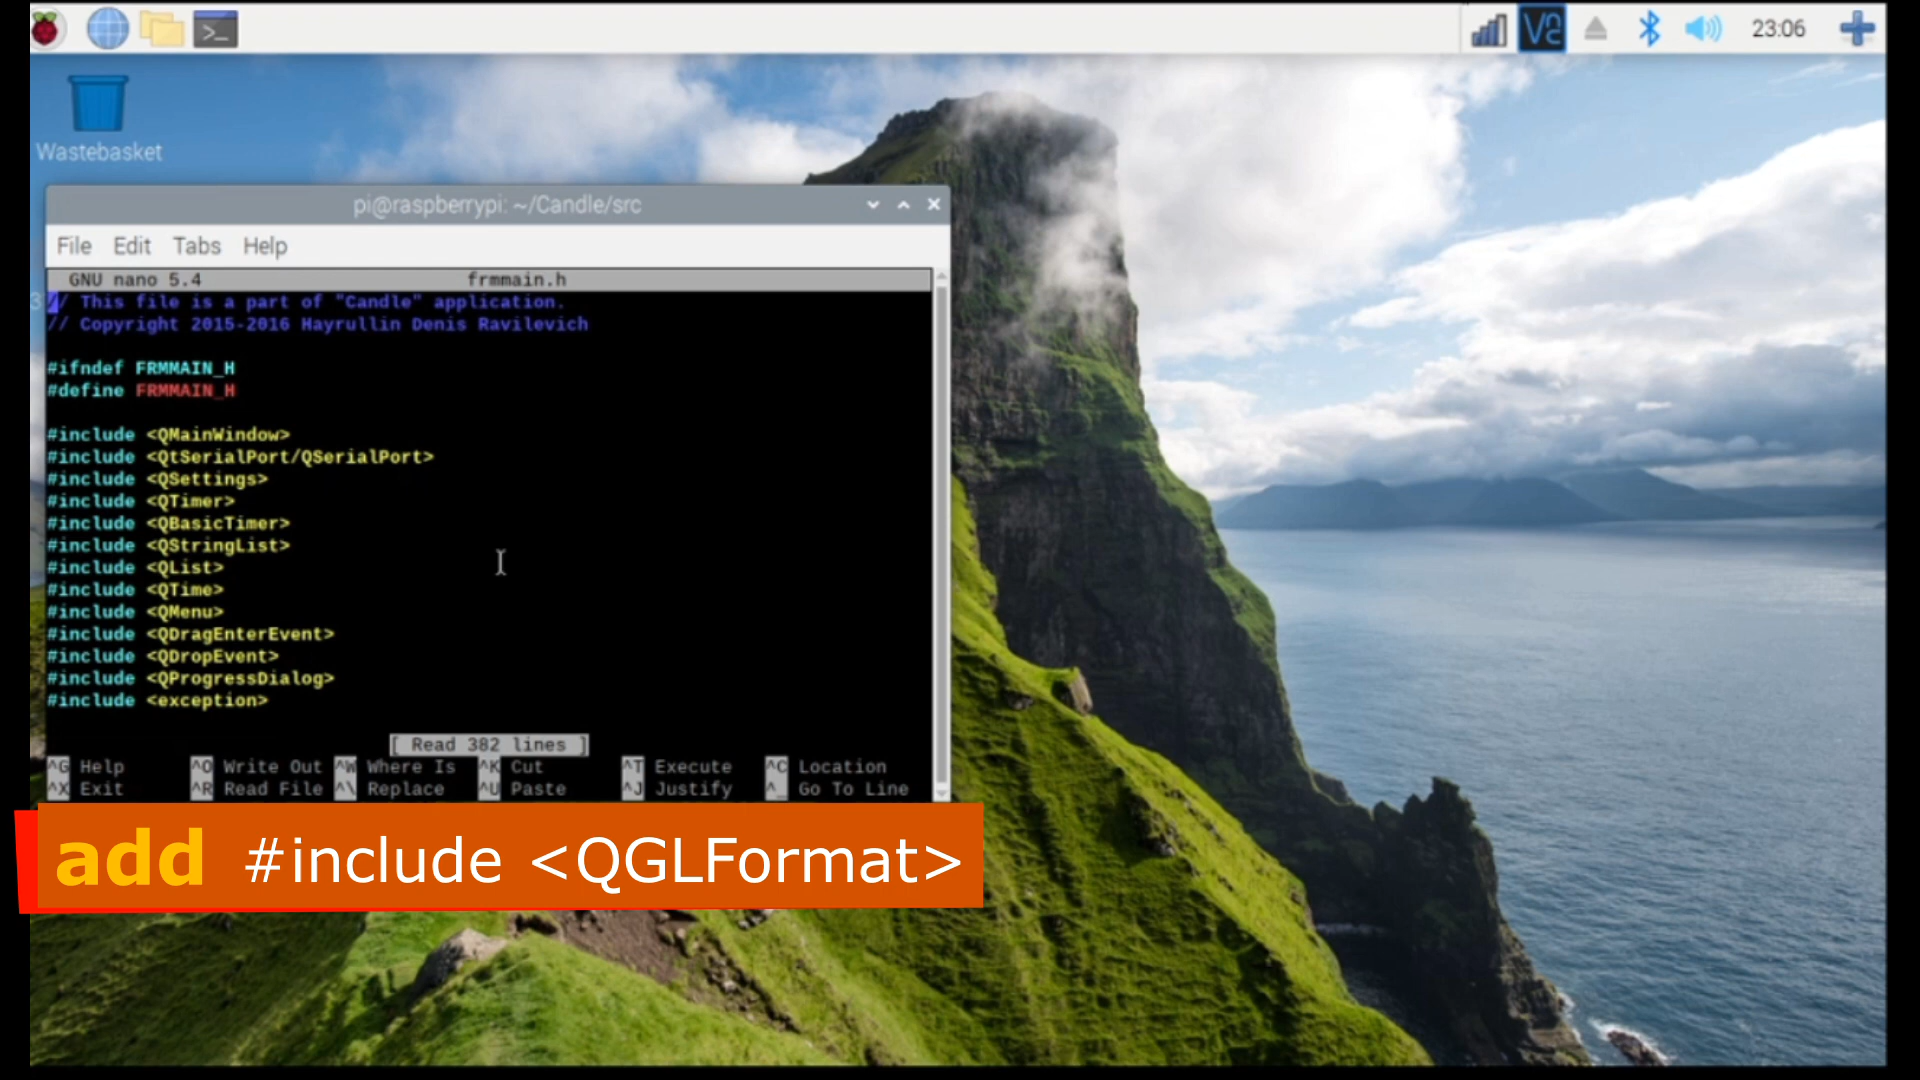 23:06
Wastebasket
pi@raspberrypi: ~/Candle/src
File Edit Tabs Help
GNU nano 5.4 frmmain.h
// This file is a part of "Candle" application.
// Copyright 2015-2016 Hayrullin Denis Ravilevich
#ifndef FRMMAIN_H
#define FRMMAIN_H
#include <QMainWindow>
#include <QtSerialPort/QSerialPort>
#include <QSettings>
#include <QTimer>
#include <QBasicTimer>
#include <QStringList>
#include <QList>
#include <QTime>
#include <QMenu>
#include <QDragEnterEvent>
#include <QDropEvent>
#include <QProgressDialog>
#include <exception>
[ Read 382 lines ]
^G Help ^O Write Out ^W Where Is ^K Cut ^T Execute ^C Location
^X Exit ^R Read File ^\ Replace ^U Paste ^J Justify ^_ Go To Line
add #include <QGLFormat>